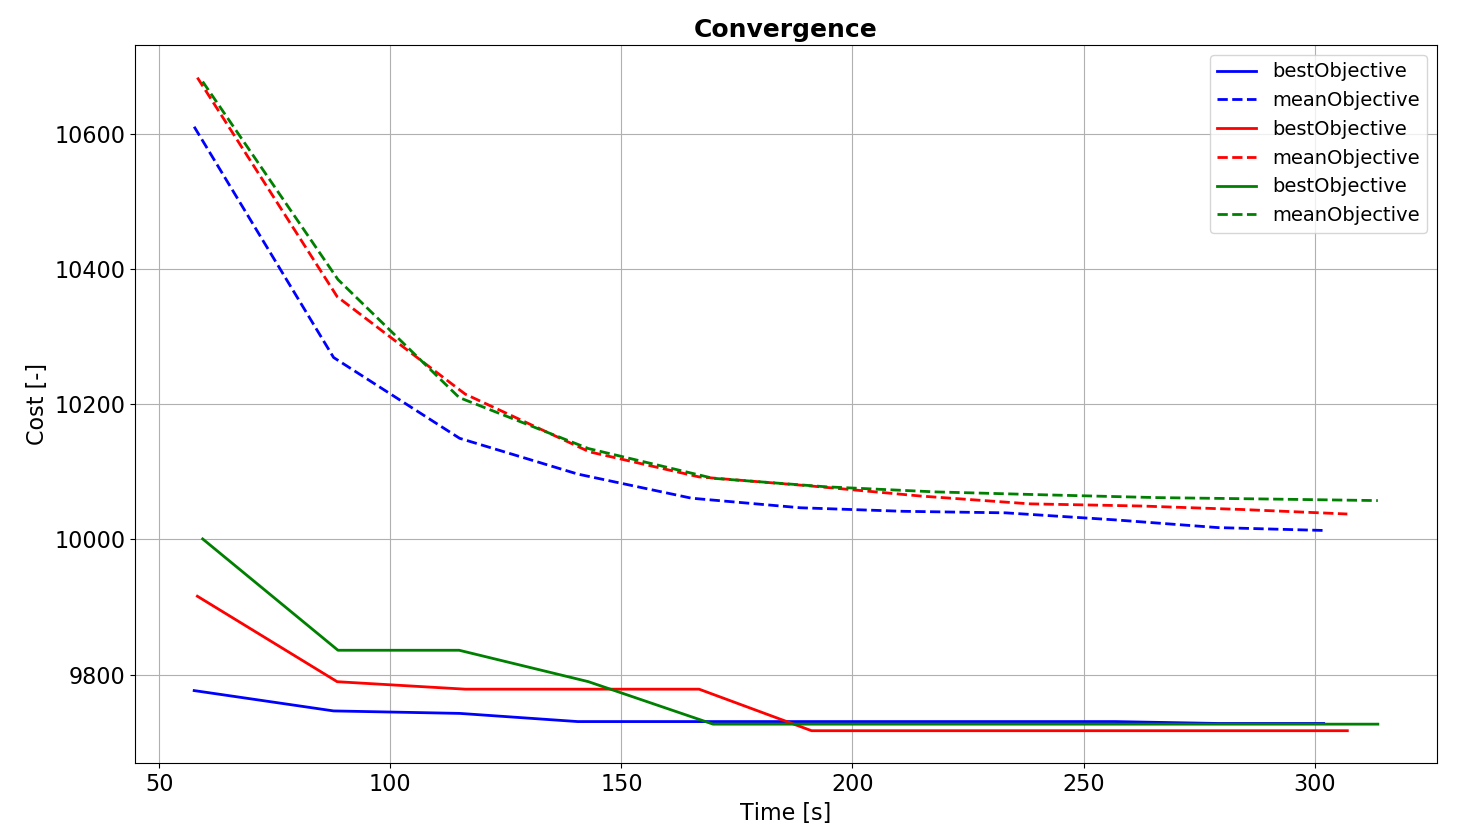 Convergence
bestObjective
meanObjective
bestObjective
meanObjective
bestObjective
meanObjective
10600
10400
10200
10000
9800
Cost [-]
50 100 150 200 250 300
Time [s]